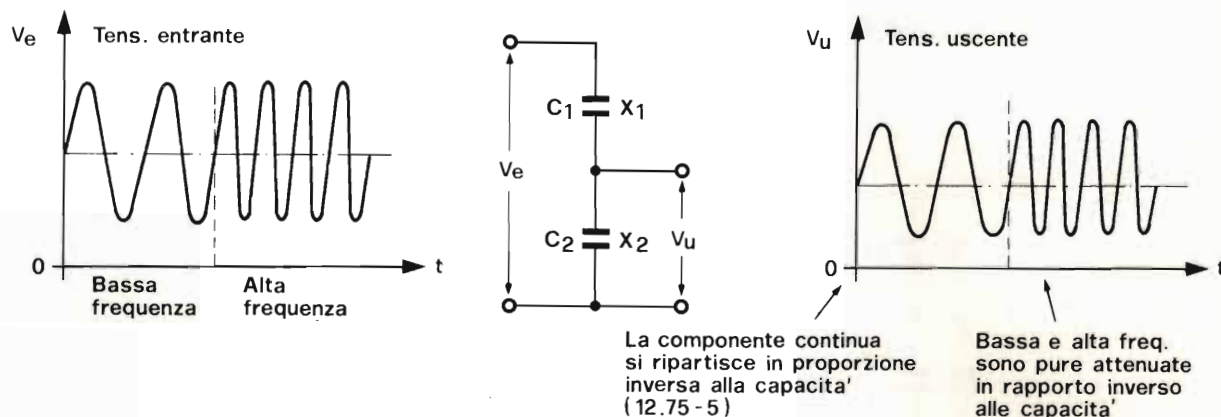 Ve
Tens. entrante
0
t
Bassa
frequenza
Alta
frequenza
C1
X1
Ve
C2
X2
Vu
Vu
Tens. uscente
0
t
La componente continua
si ripartisce in proporzione
inversa alla capacita'
(12.75-5)
Bassa e alta freq.
sono pure attenuate
in rapporto inverso
alle capacita'